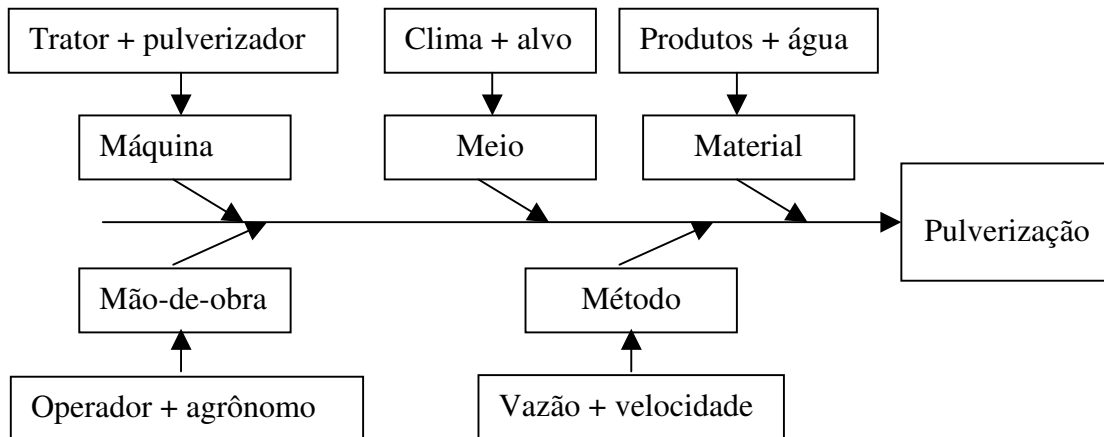 Trator + pulverizador
Clima + alvo
Produtos + água
Máquina
Meio
Material
Pulverização
Mão-de-obra
Método
Operador + agrônomo
Vazão + velocidade